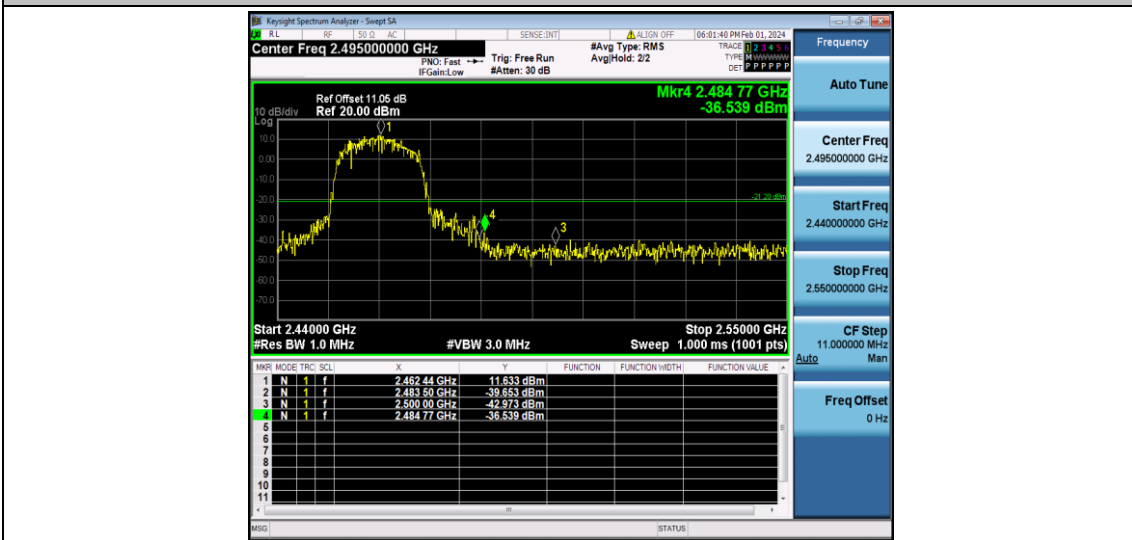 Keysight Spectrum Analyzer - Swept SA
RL RF 50 Ω AC SENSE:INT ALIGN OFF 06:01:40 PM Feb 01, 2024
Center Freq 2.495000000 GHz
PNO: Fast
IFGain:Low
Trig: Free Run
#Atten: 30 dB
#Avg Type: RMS
Avg|Hold: 2/2
TRACE 1 2 3 4 5 6
TYPE M WWWWW
DET P P P P P P
Mkr4 2.484 77 GHz
-36.539 dBm
Ref Offset 11.05 dB
10 dB/div Ref 20.00 dBm
Log
1
10.0
0.00
-10.0
-20.0
-21.20 dBm
-30.0
4
3
-40.0
-50.0
-60.0
-70.0
Start 2.44000 GHz Stop 2.55000 GHz
#Res BW 1.0 MHz #VBW 3.0 MHz Sweep 1.000 ms (1001 pts)
MKR MODE TRC SCL X Y FUNCTION FUNCTION WIDTH FUNCTION VALUE
1 N 1 f 2.462 44 GHz 11.633 dBm
2 N 1 f 2.483 50 GHz -39.653 dBm
3 N 1 f 2.500 00 GHz -42.973 dBm
4 N 1 f 2.484 77 GHz -36.539 dBm
5
6
7
8
9
10
11
MSG STATUS
Frequency
Auto Tune
Center Freq
2.495000000 GHz
Start Freq
2.440000000 GHz
Stop Freq
2.550000000 GHz
CF Step
11.000000 MHz
Auto Man
Freq Offset
0 Hz